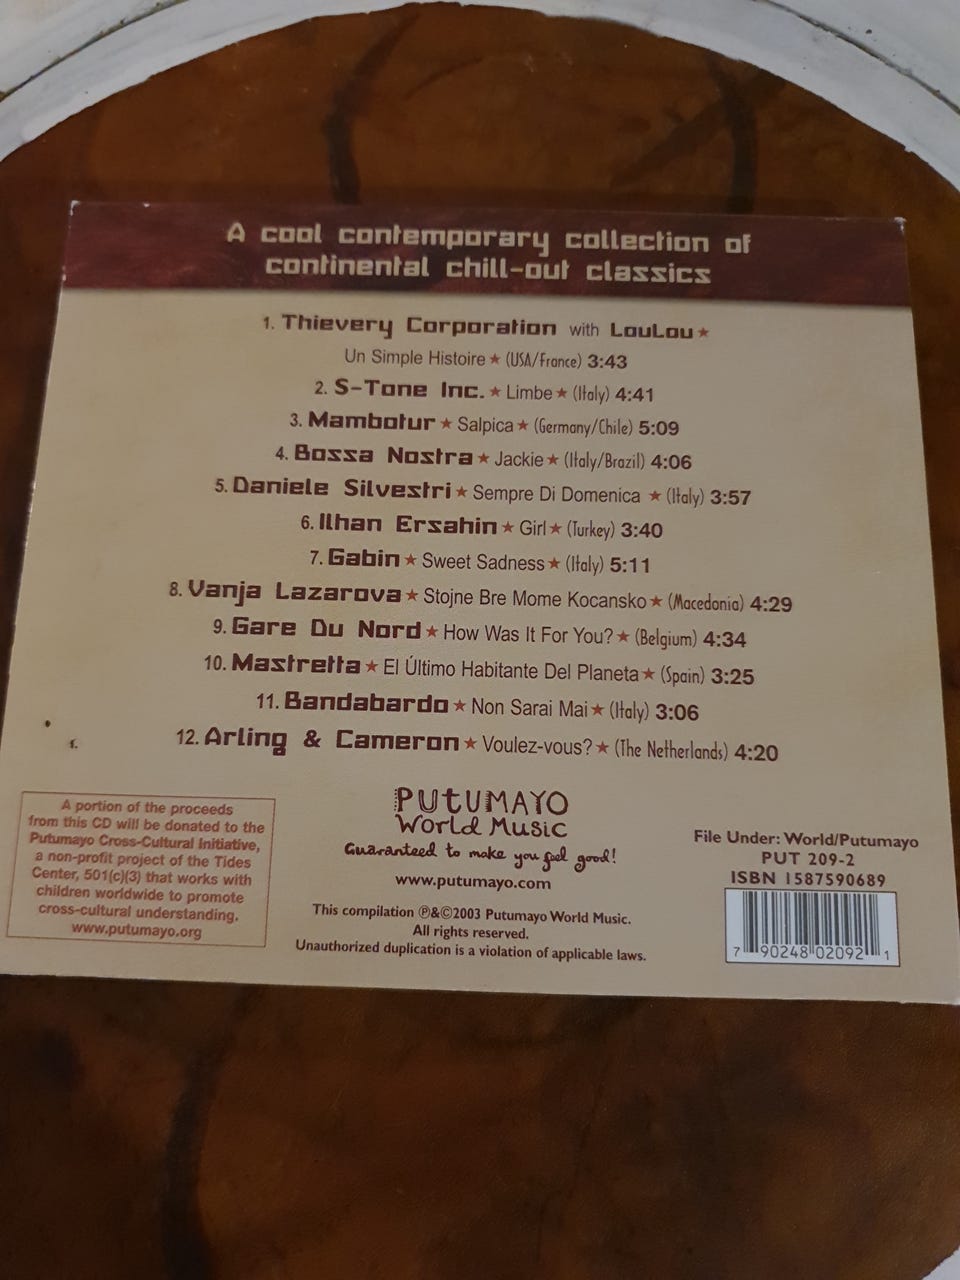 A cool contemporary collection of
continental chill-out classics
1. Thievery Corporation with LouLou ★
Un Simple Histoire ★ (USA/France) 3:43
2. S-Tone Inc. ★ Limbe ★ (Italy) 4:41
3. Mambotur ★ Salpica ★ (Germany/Chile) 5:09
4. Bossa Nostra ★ Jackie ★ (Italy/Brazil) 4:06
5. Daniele Silvestri ★ Sempre Di Domenica ★ (Italy) 3:57
6. Ilhan Ersahin ★ Girl ★ (Turkey) 3:40
7. Gabin ★ Sweet Sadness ★ (Italy) 5:11
8. Vanja Lazarova ★ Stojne Bre Mome Kocansko ★ (Macedonia) 4:29
9. Gare Du Nord ★ How Was It For You? ★ (Belgium) 4:34
10. Mastretta ★ El Último Habitante Del Planeta ★ (Spain) 3:25
11. Bandabardo ★ Non Sarai Mai ★ (Italy) 3:06
12. Arling & Cameron ★ Voulez-vous? ★ (The Netherlands) 4:20
A portion of the proceeds
from this CD will be donated to the
Putumayo Cross-Cultural Initiative,
a non-profit project of the Tides
Center, 501(c)(3) that works with
children worldwide to promote
cross-cultural understanding.
www.putumayo.org
PUTUMAYO
World Music
Guaranteed to make you feel good!
www.putumayo.com
This compilation ℗&©2003 Putumayo World Music.
All rights reserved.
Unauthorized duplication is a violation of applicable laws.
File Under: World/Putumayo
PUT 209-2
ISBN 1587590689
7 90248 02092 1